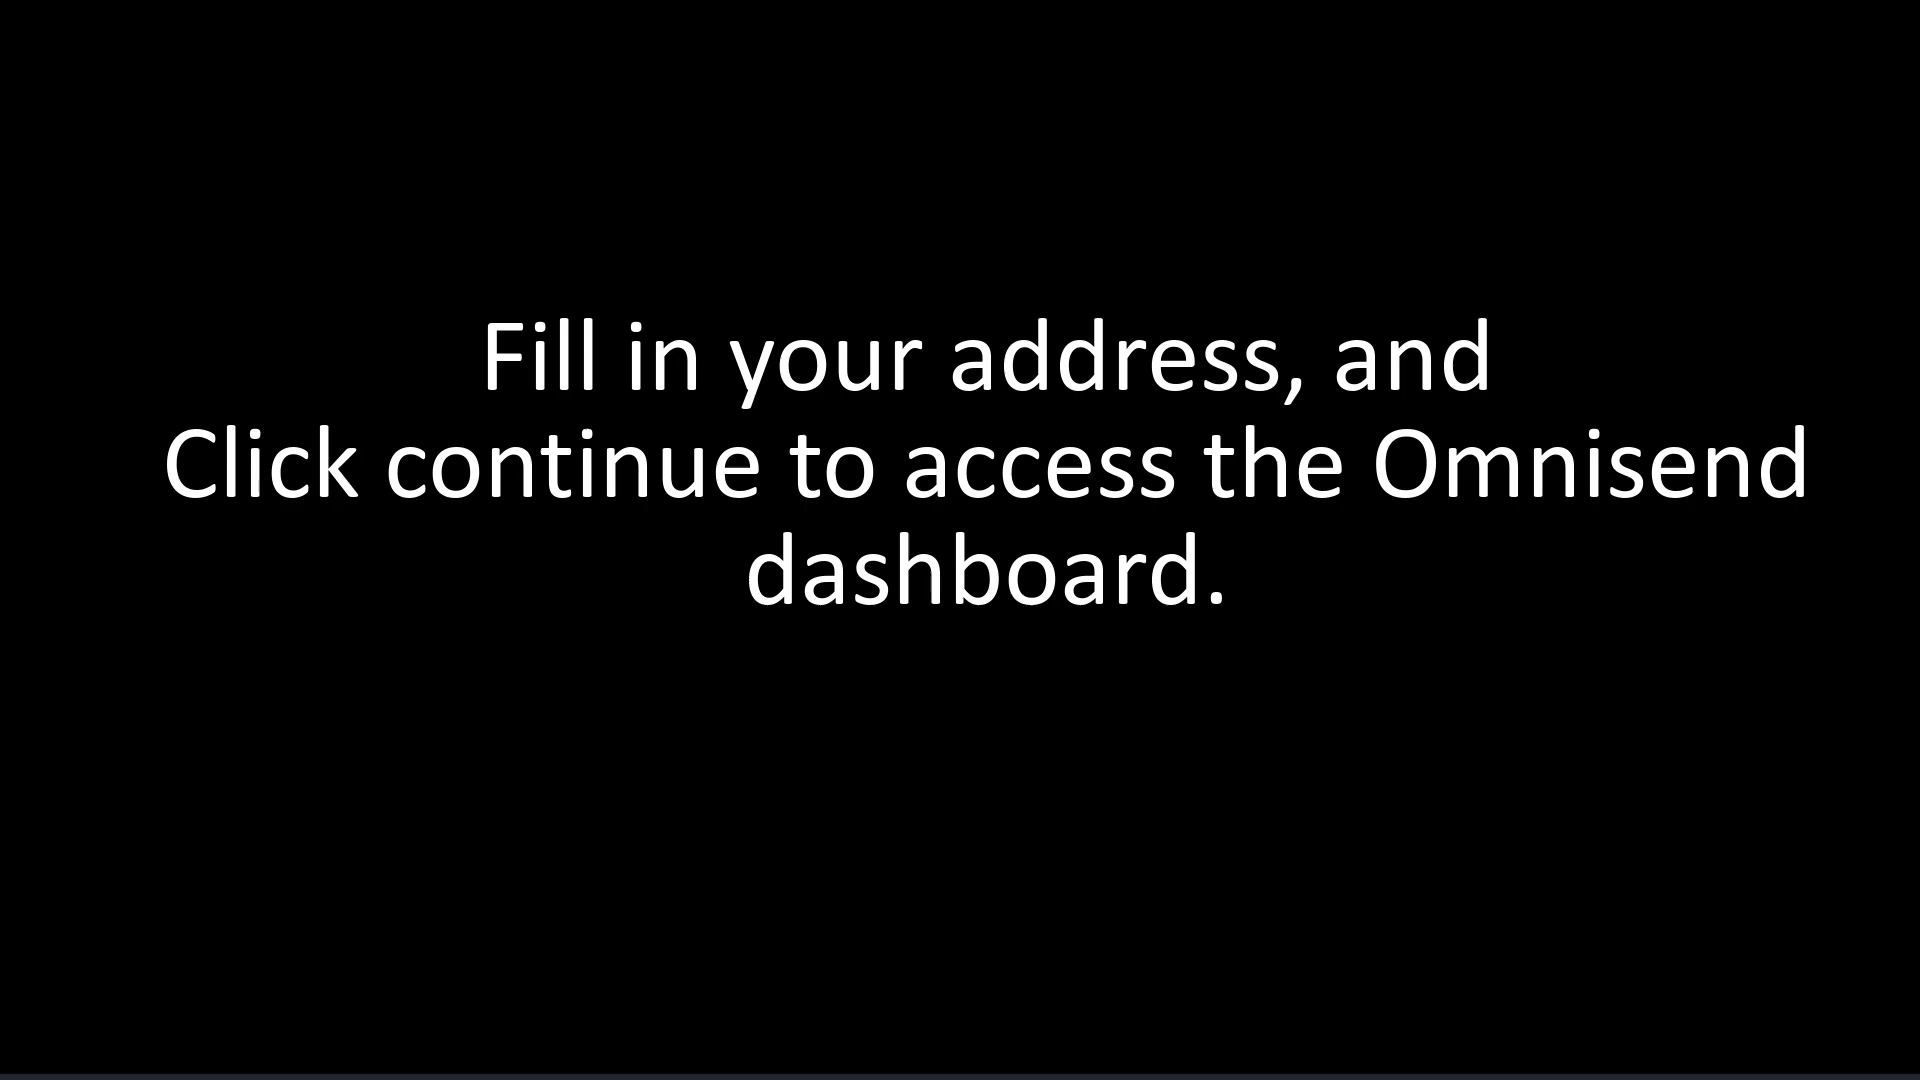 Fill in your address, and
Click continue to access the Omnisend
dashboard.